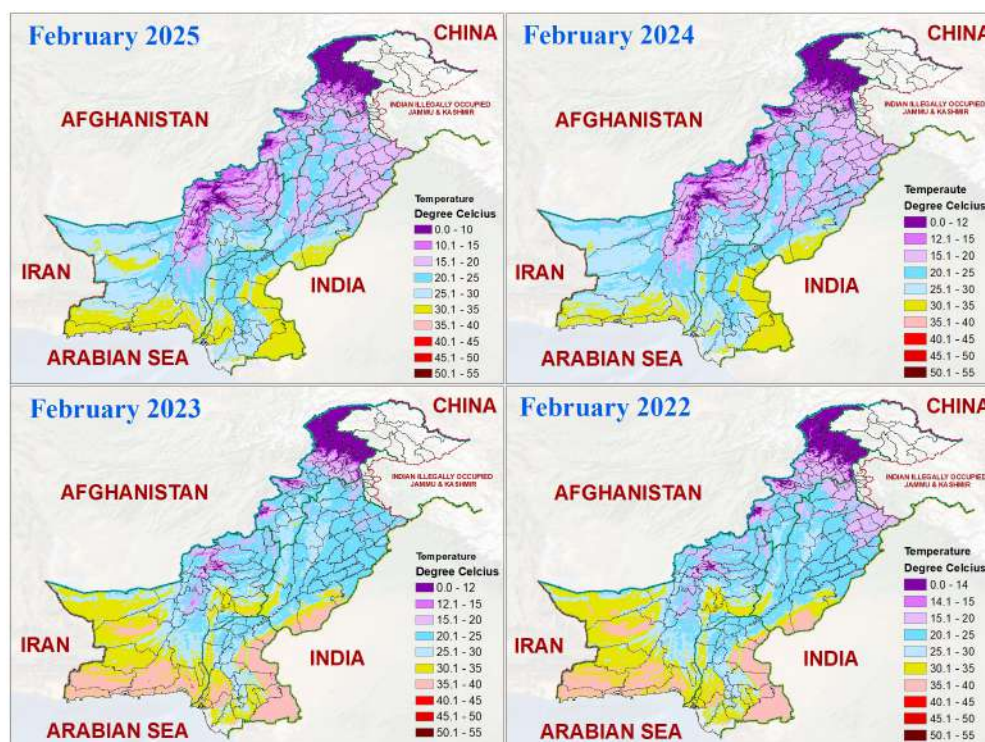 February 2025
CHINA
INDIAN ILLEGALLY OCCUPIED
JAMMU & KASHMIR
AFGHANISTAN
IRAN
INDIA
ARABIAN SEA
Temperature
Degree Celcius
0.0 - 10
10.1 - 15
15.1 - 20
20.1 - 25
25.1 - 30
30.1 - 35
35.1 - 40
40.1 - 45
45.1 - 50
50.1 - 55
February 2024
CHINA
INDIAN ILLEGALLY OCCUPIED
JAMMU & KASHMIR
AFGHANISTAN
IRAN
INDIA
ARABIAN SEA
Temperaute
Degree Celcius
0.0 - 12
12.1 - 15
15.1 - 20
20.1 - 25
25.1 - 30
30.1 - 35
35.1 - 40
40.1 - 45
45.1 - 50
50.1 - 55
February 2023
CHINA
INDIAN ILLEGALLY OCCUPIED
JAMMU & KASHMIR
AFGHANISTAN
IRAN
INDIA
ARABIAN SEA
Temperature
Degree Celcius
0.0 - 12
12.1 - 15
15.1 - 20
20.1 - 25
25.1 - 30
30.1 - 35
35.1 - 40
40.1 - 45
45.1 - 50
50.1 - 55
February 2022
CHINA
INDIAN ILLEGALLY OCCUPIED
JAMMU & KASHMIR
AFGHANISTAN
IRAN
INDIA
ARABIAN SEA
Temperature
Degree Celcius
0.0 - 14
14.1 - 15
15.1 - 20
20.1 - 25
25.1 - 30
30.1 - 35
35.1 - 40
40.1 - 45
45.1 - 50
50.1 - 55